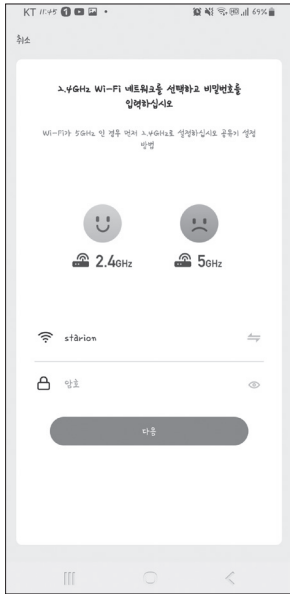 KT 11:45
69%
취소
2.4GHz Wi-Fi 네트워크를 선택하고 비밀번호를
입력하십시오
Wi-Fi가 5GHz 인 경우 먼저 2.4GHz로 설정하십시오 공유기 설정
방법
2.4GHz 5GHz
starion
암호
다음